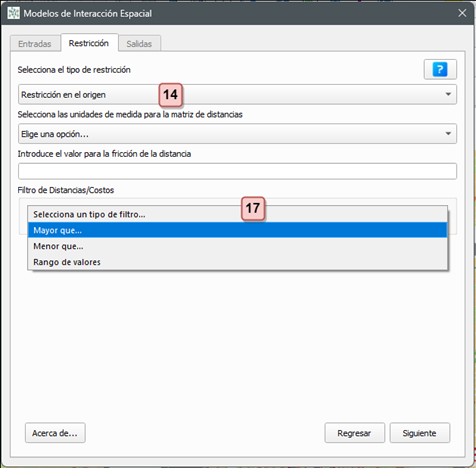 Modelos de Interacción Espacial
Entradas Restricción Salidas
Selecciona el tipo de restricción
?
Restricción en el origen
14
Selecciona las unidades de medida para la matriz de distancias
Elige una opción...
Introduce el valor para la fricción de la distancia
Filtro de Distancias/Costos
17
Selecciona un tipo de filtro...
Mayor que...
Menor que...
Rango de valores
Acerca de... Regresar Siguiente